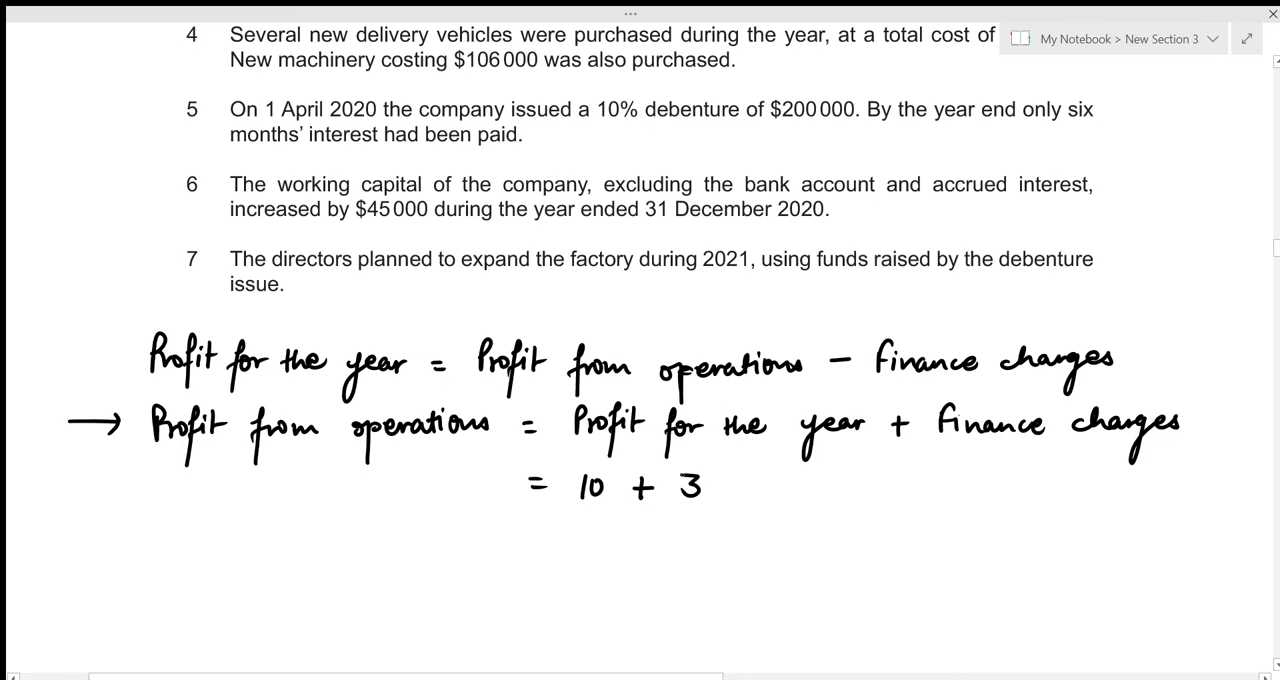 4 Several new delivery vehicles were purchased during the year, at a total cost of
My Notebook > New Section 3
New machinery costing $106 000 was also purchased.
5 On 1 April 2020 the company issued a 10% debenture of $200 000. By the year end only six
months' interest had been paid.
6 The working capital of the company, excluding the bank account and accrued interest,
increased by $45 000 during the year ended 31 December 2020.
7 The directors planned to expand the factory during 2021, using funds raised by the debenture
issue.
Profit for the year = Profit from operations - finance charges
→ Profit from operations = Profit for the year + finance charges
= 10 + 3